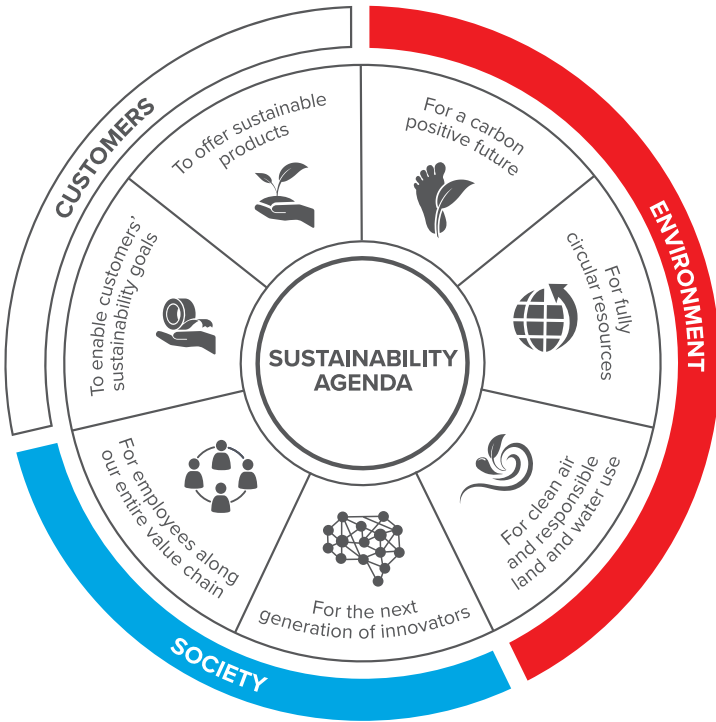 SUSTAINABILITY
AGENDA
CUSTOMERS
To offer sustainable
products
To enable customers’
sustainability goals
ENVIRONMENT
For a carbon
positive future
For fully
circular resources
For clean air
and responsible
land and water use
SOCIETY
For the next
generation of innovators
For employees along
our entire value chain